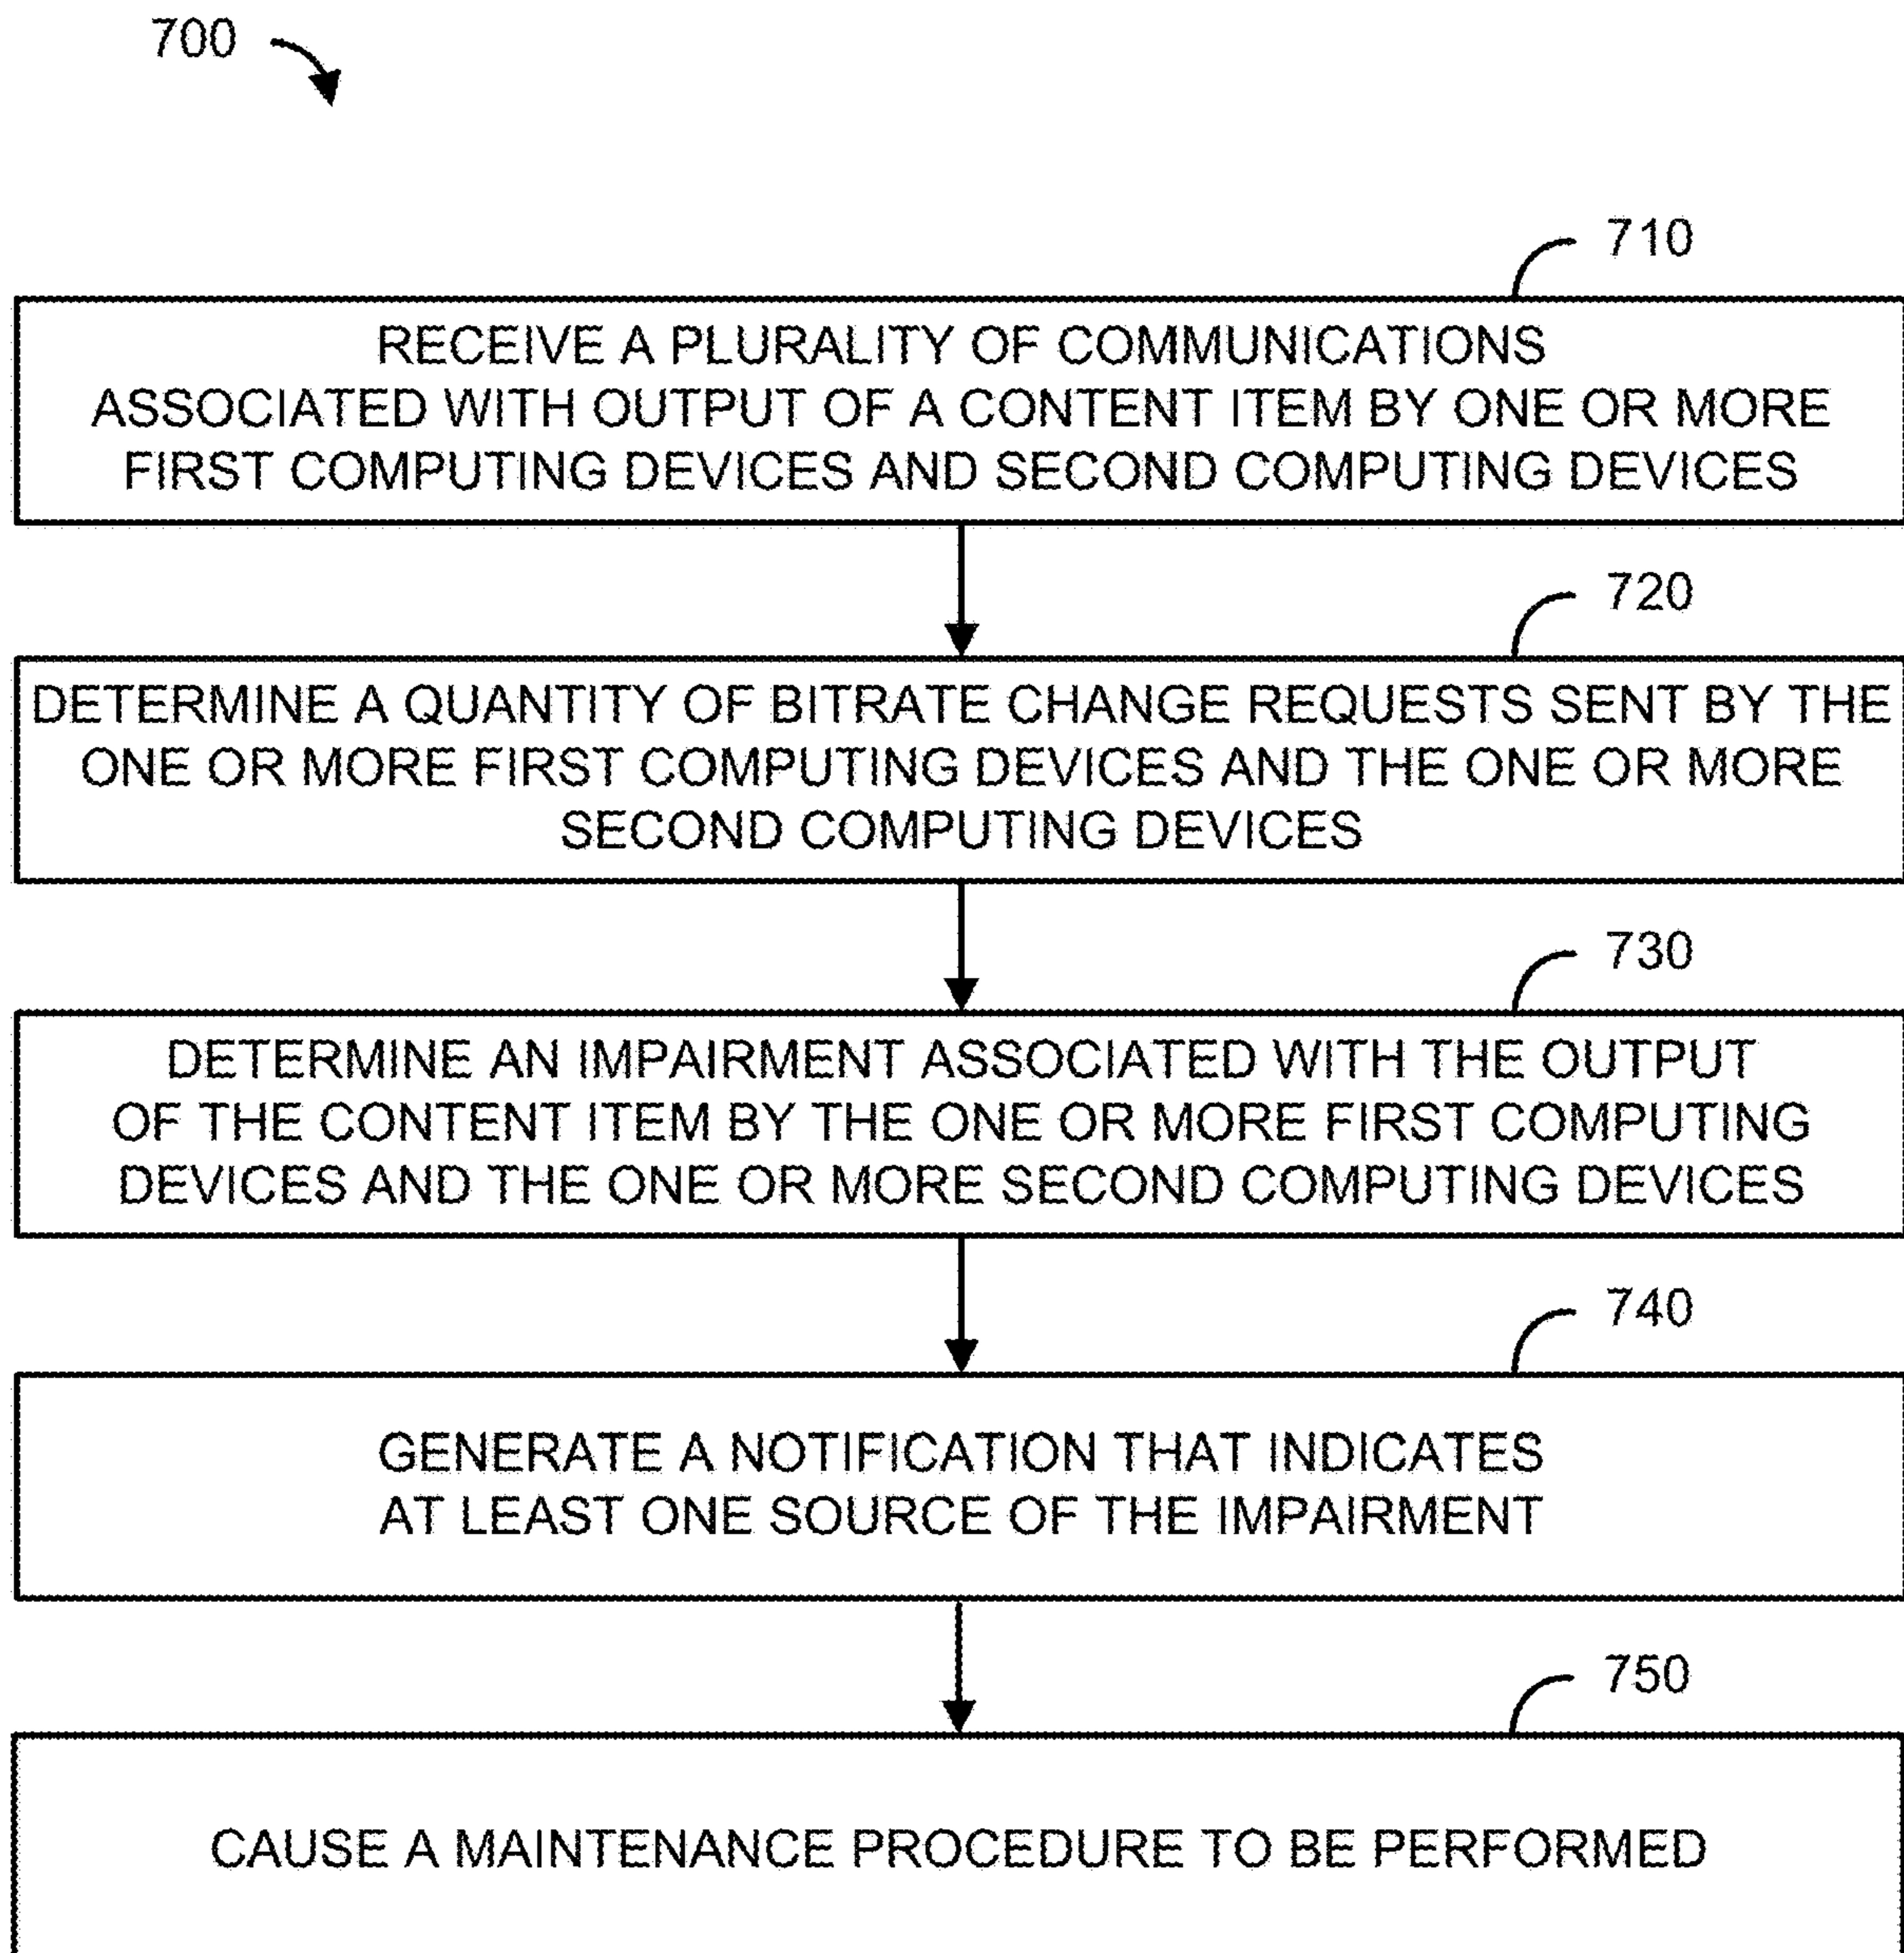 700
710
RECEIVE A PLURALITY OF COMMUNICATIONS
ASSOCIATED WITH OUTPUT OF A CONTENT ITEM BY ONE OR MORE
FIRST COMPUTING DEVICES AND SECOND COMPUTING DEVICES
720
DETERMINE A QUANTITY OF BITRATE CHANGE REQUESTS SENT BY THE
ONE OR MORE FIRST COMPUTING DEVICES AND THE ONE OR MORE
SECOND COMPUTING DEVICES
730
DETERMINE AN IMPAIRMENT ASSOCIATED WITH THE OUTPUT
OF THE CONTENT ITEM BY THE ONE OR MORE FIRST COMPUTING
DEVICES AND THE ONE OR MORE SECOND COMPUTING DEVICES
740
GENERATE A NOTIFICATION THAT INDICATES
AT LEAST ONE SOURCE OF THE IMPAIRMENT
750
CAUSE A MAINTENANCE PROCEDURE TO BE PERFORMED